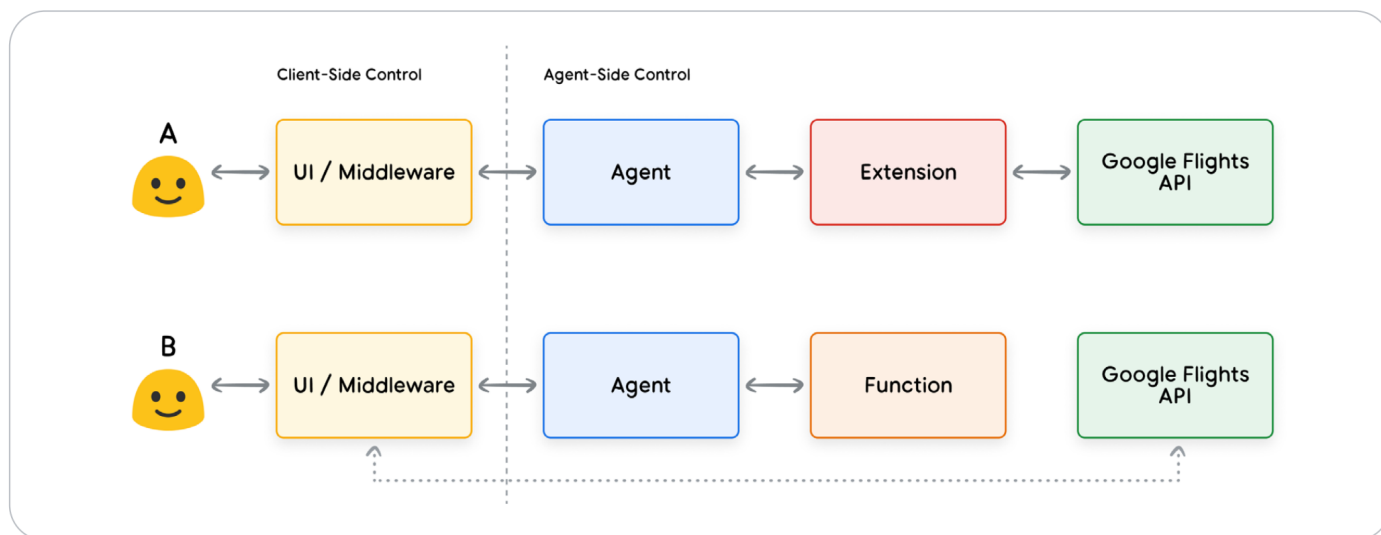 Client-Side Control
Agent-Side Control
A
UI / Middleware
Agent
Extension
Google Flights
API
B
UI / Middleware
Agent
Function
Google Flights
API